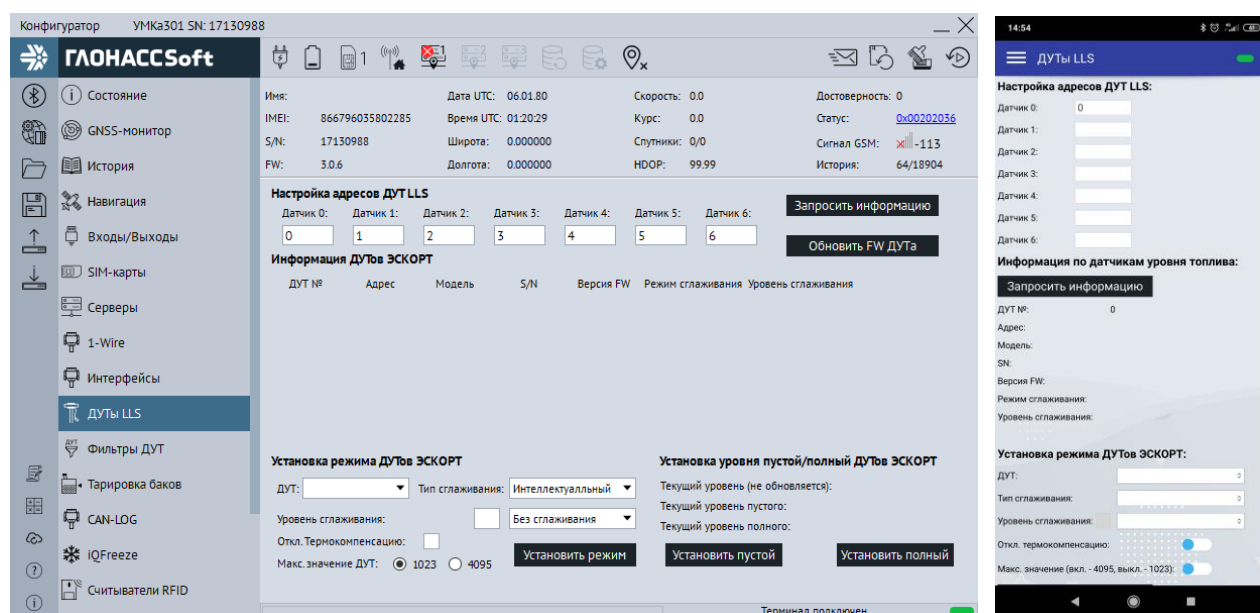 Конфигуратор УМКа301 SN: 17130988
ГЛОНАССSoft
1
1
2
3
x
Состояние
GNSS-монитор
История
Навигация
Входы/Выходы
SIM-карты
Серверы
1-Wire
Интерфейсы
ДУТы LLS
Фильтры ДУТ
Тарировка баков
CAN-LOG
iQFreeze
Считыватели RFID
Имя: Дата UTC: 06.01.80 Скорость: 0.0 Достоверность: 0
IMEI: 866796035802285 Время UTC: 01:20:29 Курс: 0.0 Статус: 0x00202036
S/N: 17130988 Широта: 0.000000 Спутники: 0/0 Сигнал GSM: -113
FW: 3.0.6 Долгота: 0.000000 HDOP: 99.99 История: 64/18904
Настройка адресов ДУТ LLS
Датчик 0: Датчик 1: Датчик 2: Датчик 3: Датчик 4: Датчик 5: Датчик 6:
0 1 2 3 4 5 6
Запросить информацию
Обновить FW ДУТа
Информация ДУТов ЭСКОРТ
ДУТ № Адрес Модель S/N Версия FW Режим сглаживания Уровень сглаживания
Установка режима ДУТов ЭСКОРТ
ДУТ: Тип сглаживания: Интеллектуалльный
Уровень сглаживания: Без сглаживания
Откл. Термокомпенсацию:
Макс. значение ДУТ: 1023 4095
Установить режим
Установка уровня пустой/полный ДУТов ЭСКОРТ
Текущий уровень (не обновляется):
Текущий уровень пустого:
Текущий уровень полного:
Установить пустой Установить полный
Терминал подключен
14:54
ДУТы LLS
Настройка адресов ДУТ LLS:
Датчик 0: 0
Датчик 1:
Датчик 2:
Датчик 3:
Датчик 4:
Датчик 5:
Датчик 6:
Информация по датчикам уровня топлива:
Запросить информацию
ДУТ №: 0
Адрес:
Модель:
SN:
Версия FW:
Режим сглаживания:
Уровень сглаживания:
Установка режима ДУТов ЭСКОРТ:
ДУТ:
Тип сглаживания:
Уровень сглаживания:
Откл. термокомпенсацию:
Макс. значение (вкл. - 4095, выкл. - 1023):